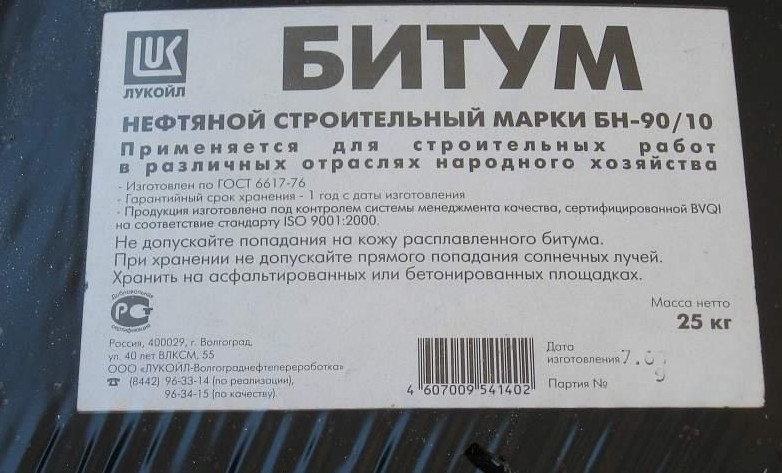 LUK
ЛУКОЙЛ
БИТУМ
НЕФТЯНОЙ СТРОИТЕЛЬНЫЙ МАРКИ БН-90/10
Применяется для строительных работ
в различных отраслях народного хозяйства
- Изготовлен по ГОСТ 6617-76
- Гарантийный срок хранения - 1 год с даты изготовления
- Продукция изготовлена под контролем системы менеджмента качества, сертифицированной BVQI
на соответствие стандарту ISO 9001:2000.
Не допускайте попадания на кожу расплавленного битума.
При хранении не допускайте прямого попадания солнечных лучей.
Хранить на асфальтированных или бетонированных площадках.
Добровольная
РСТ
сертификация
Масса нетто
25 кг
Россия, 400029, г. Волгоград,
ул. 40 лет ВЛКСМ, 55
ООО «ЛУКОЙЛ-Волгограднефтепереработка»
☎ (8442) 96-33-14 (по реализации),
96-34-15 (по качеству).
4 607009 541402
Дата
изготовления
Партия №